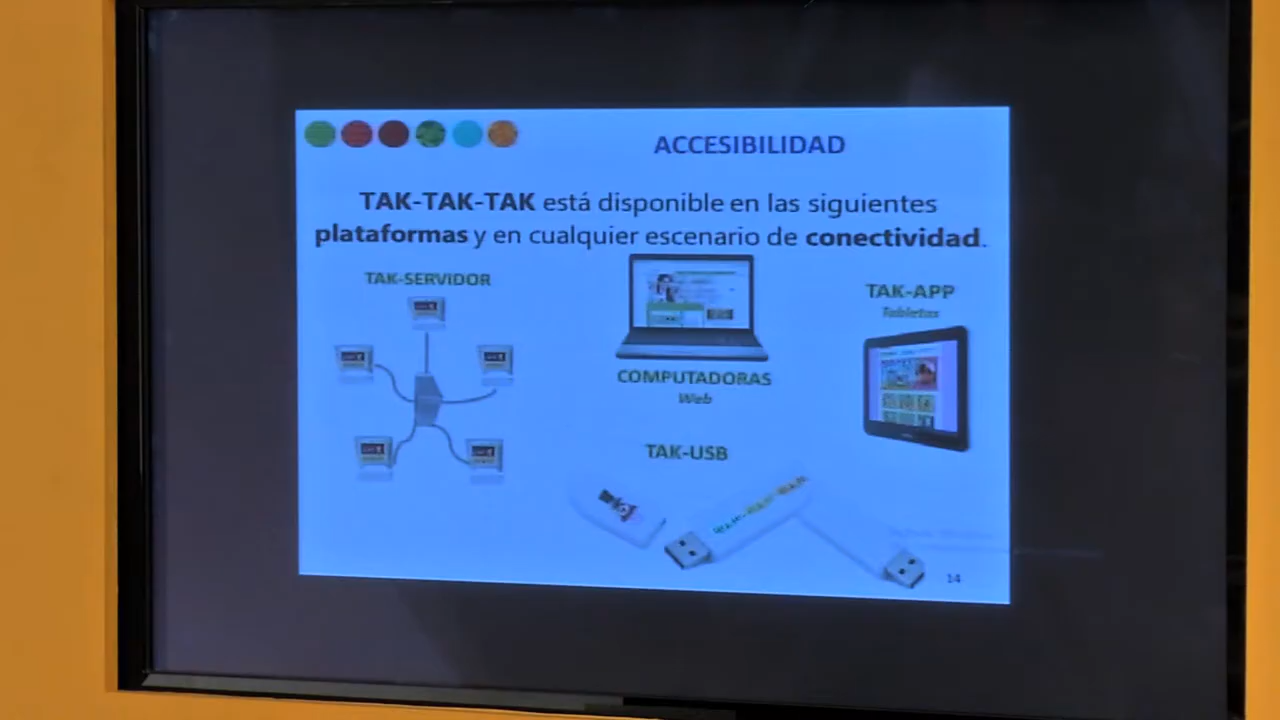 ACCESIBILIDAD
TAK-TAK-TAK está disponible en las siguientes
plataformas y en cualquier escenario de conectividad.
TAK-SERVIDOR
COMPUTADORAS
Web
TAK-APP
Tabletas
TAK-USB
14